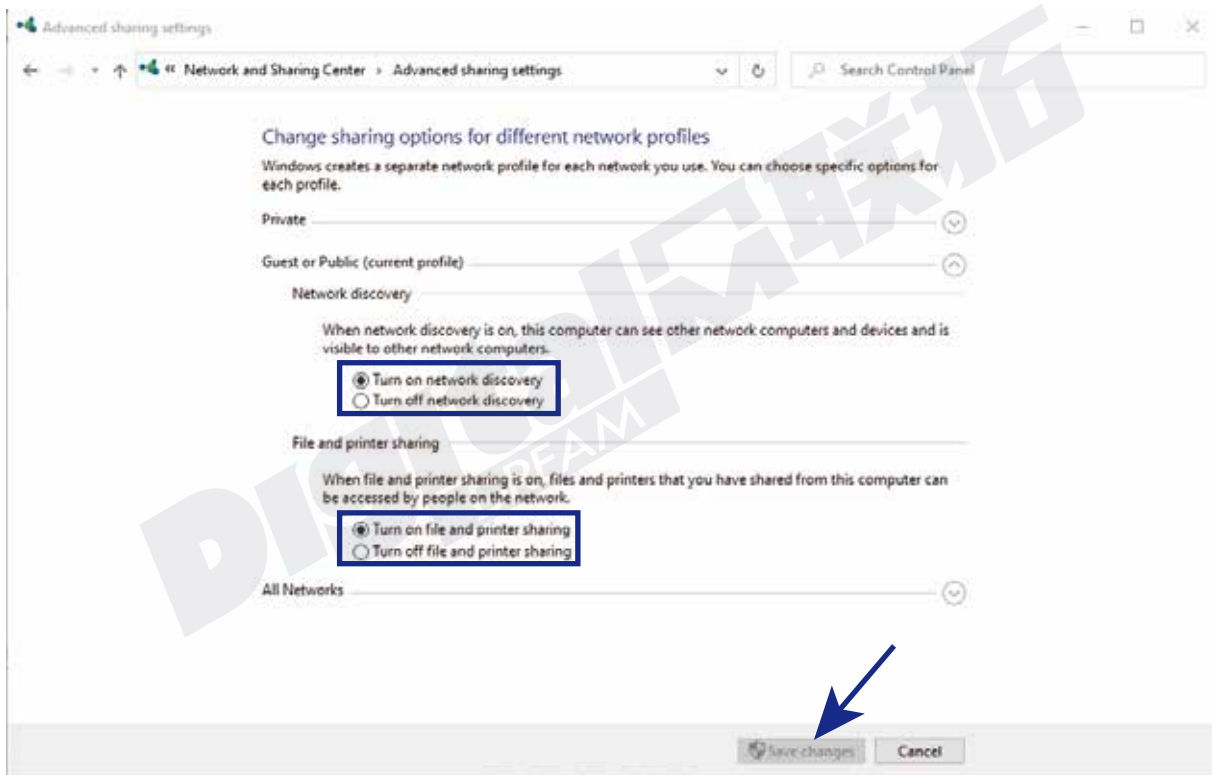 Advanced sharing settings
« Network and Sharing Center › Advanced sharing settings
Search Control Panel
Change sharing options for different network profiles
Windows creates a separate network profile for each network you use. You can choose specific options for
each profile.
Private
Guest or Public (current profile)
Network discovery
When network discovery is on, this computer can see other network computers and devices and is
visible to other network computers.
Turn on network discovery
Turn off network discovery
File and printer sharing
When file and printer sharing is on, files and printers that you have shared from this computer can
be accessed by people on the network.
Turn on file and printer sharing
Turn off file and printer sharing
All Networks
Save changes
Cancel
DIGITAL 联拓
DREAM